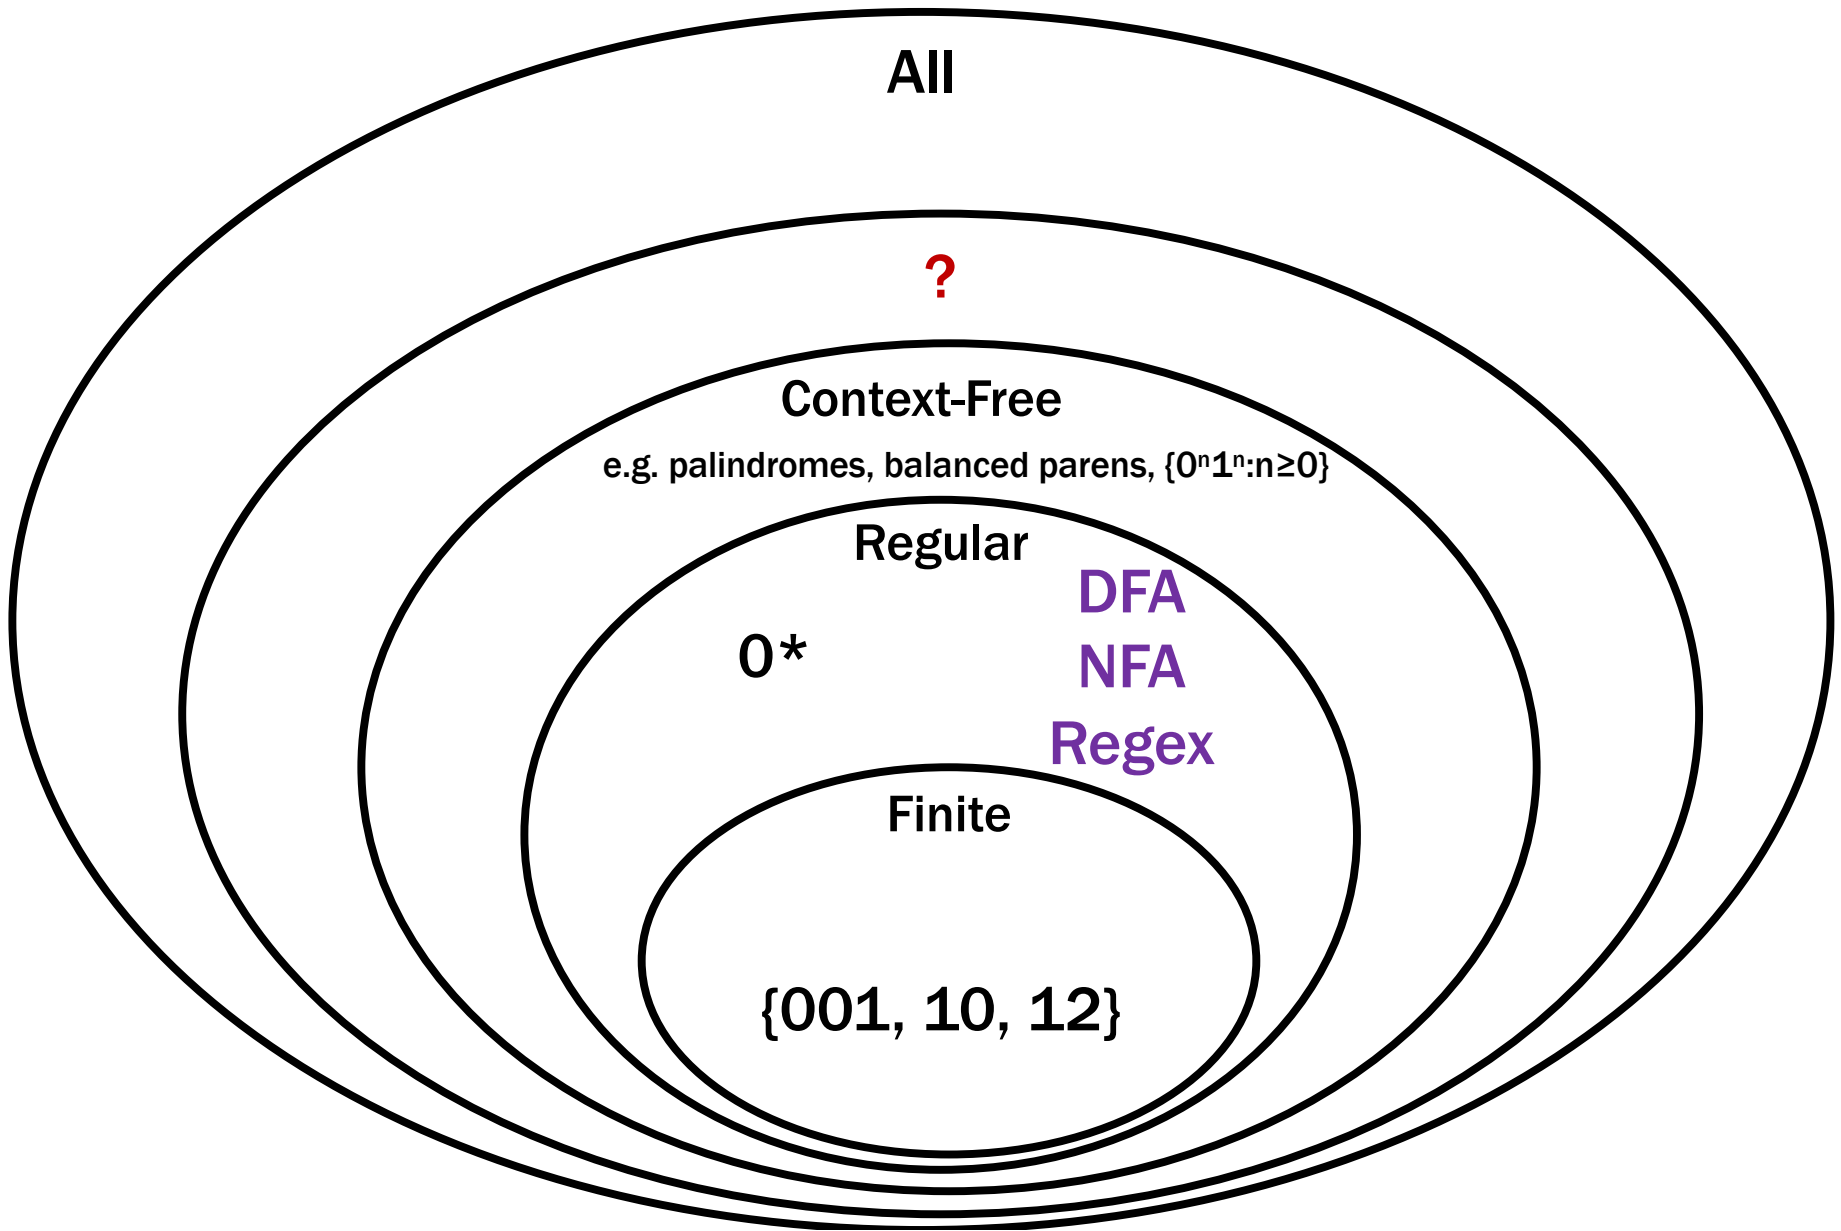 All
?
Context-Free
e.g. palindromes, balanced parens, {0ⁿ1ⁿ:n≥0}
Regular
DFA
0*
NFA
Regex
Finite
{001, 10, 12}